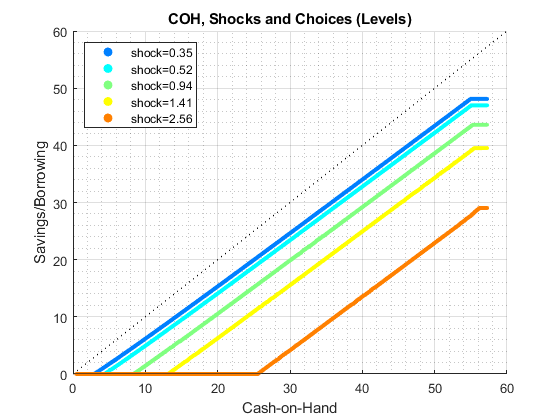 COH, Shocks and Choices (Levels)
60
50
40
30
20
10
0
Savings/Borrowing
shock=0.35
shock=0.52
shock=0.94
shock=1.41
shock=2.56
0 10 20 30 40 50 60
Cash-on-Hand